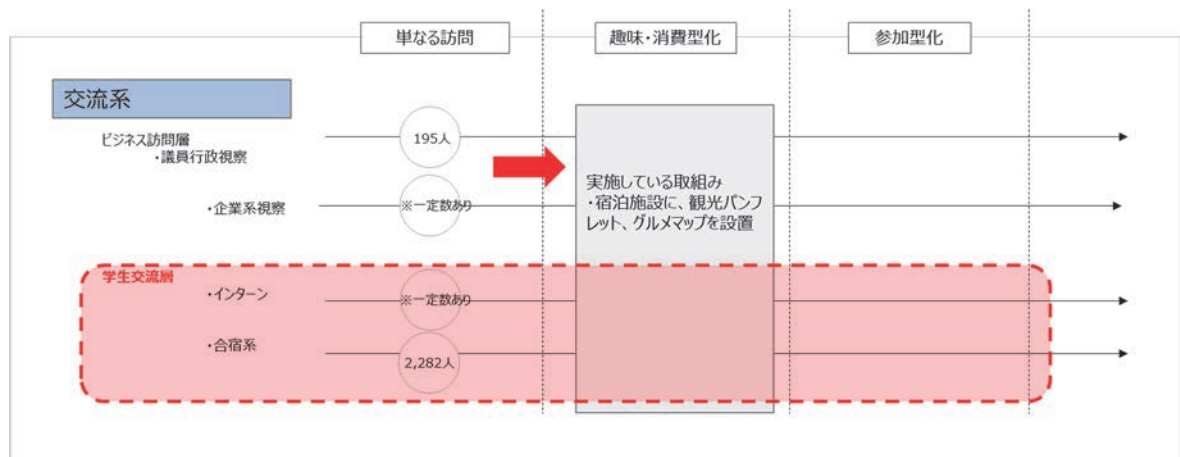 単なる訪問
趣味・消費型化
参加型化
交流系
ビジネス訪問層
・議員行政視察
195人
実施している取組み
・宿泊施設に、観光パンフ
レット、グルメマップを設置
・企業系視察
※一定数あり
学生交流層
・インターン
※一定数あり
・合宿系
2,282人